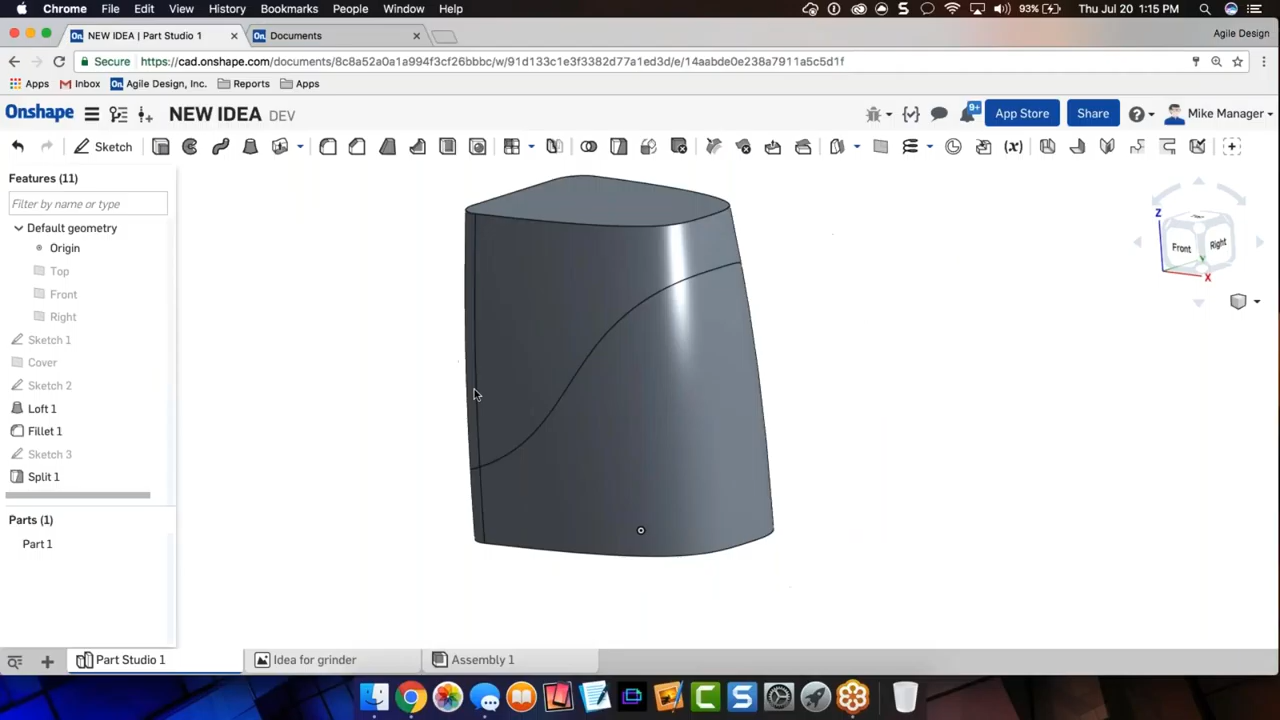 Chrome File Edit View History Bookmarks People Window Help 93% Thu Jul 20 1:15 PM
NEW IDEA | Part Studio 1 Documents Agile Design
Secure https://cad.onshape.com/documents/8c8a52a0a1a994f3cf26bbbc/w/91d133c1e3f3382d77a1ed3d/e/14aabde0e238a7911a5c5d1f
Apps Inbox Agile Design, Inc. Reports Apps
Onshape NEW IDEA DEV 9+ App Store Share Mike Manager
Sketch (x)
Features (11)
Filter by name or type
Default geometry
Origin
Top
Front
Right
Sketch 1
Cover
Sketch 2
Loft 1
Fillet 1
Sketch 3
Split 1
Parts (1)
Part 1
Z
Front Right
Y
X
Part Studio 1 Idea for grinder Assembly 1